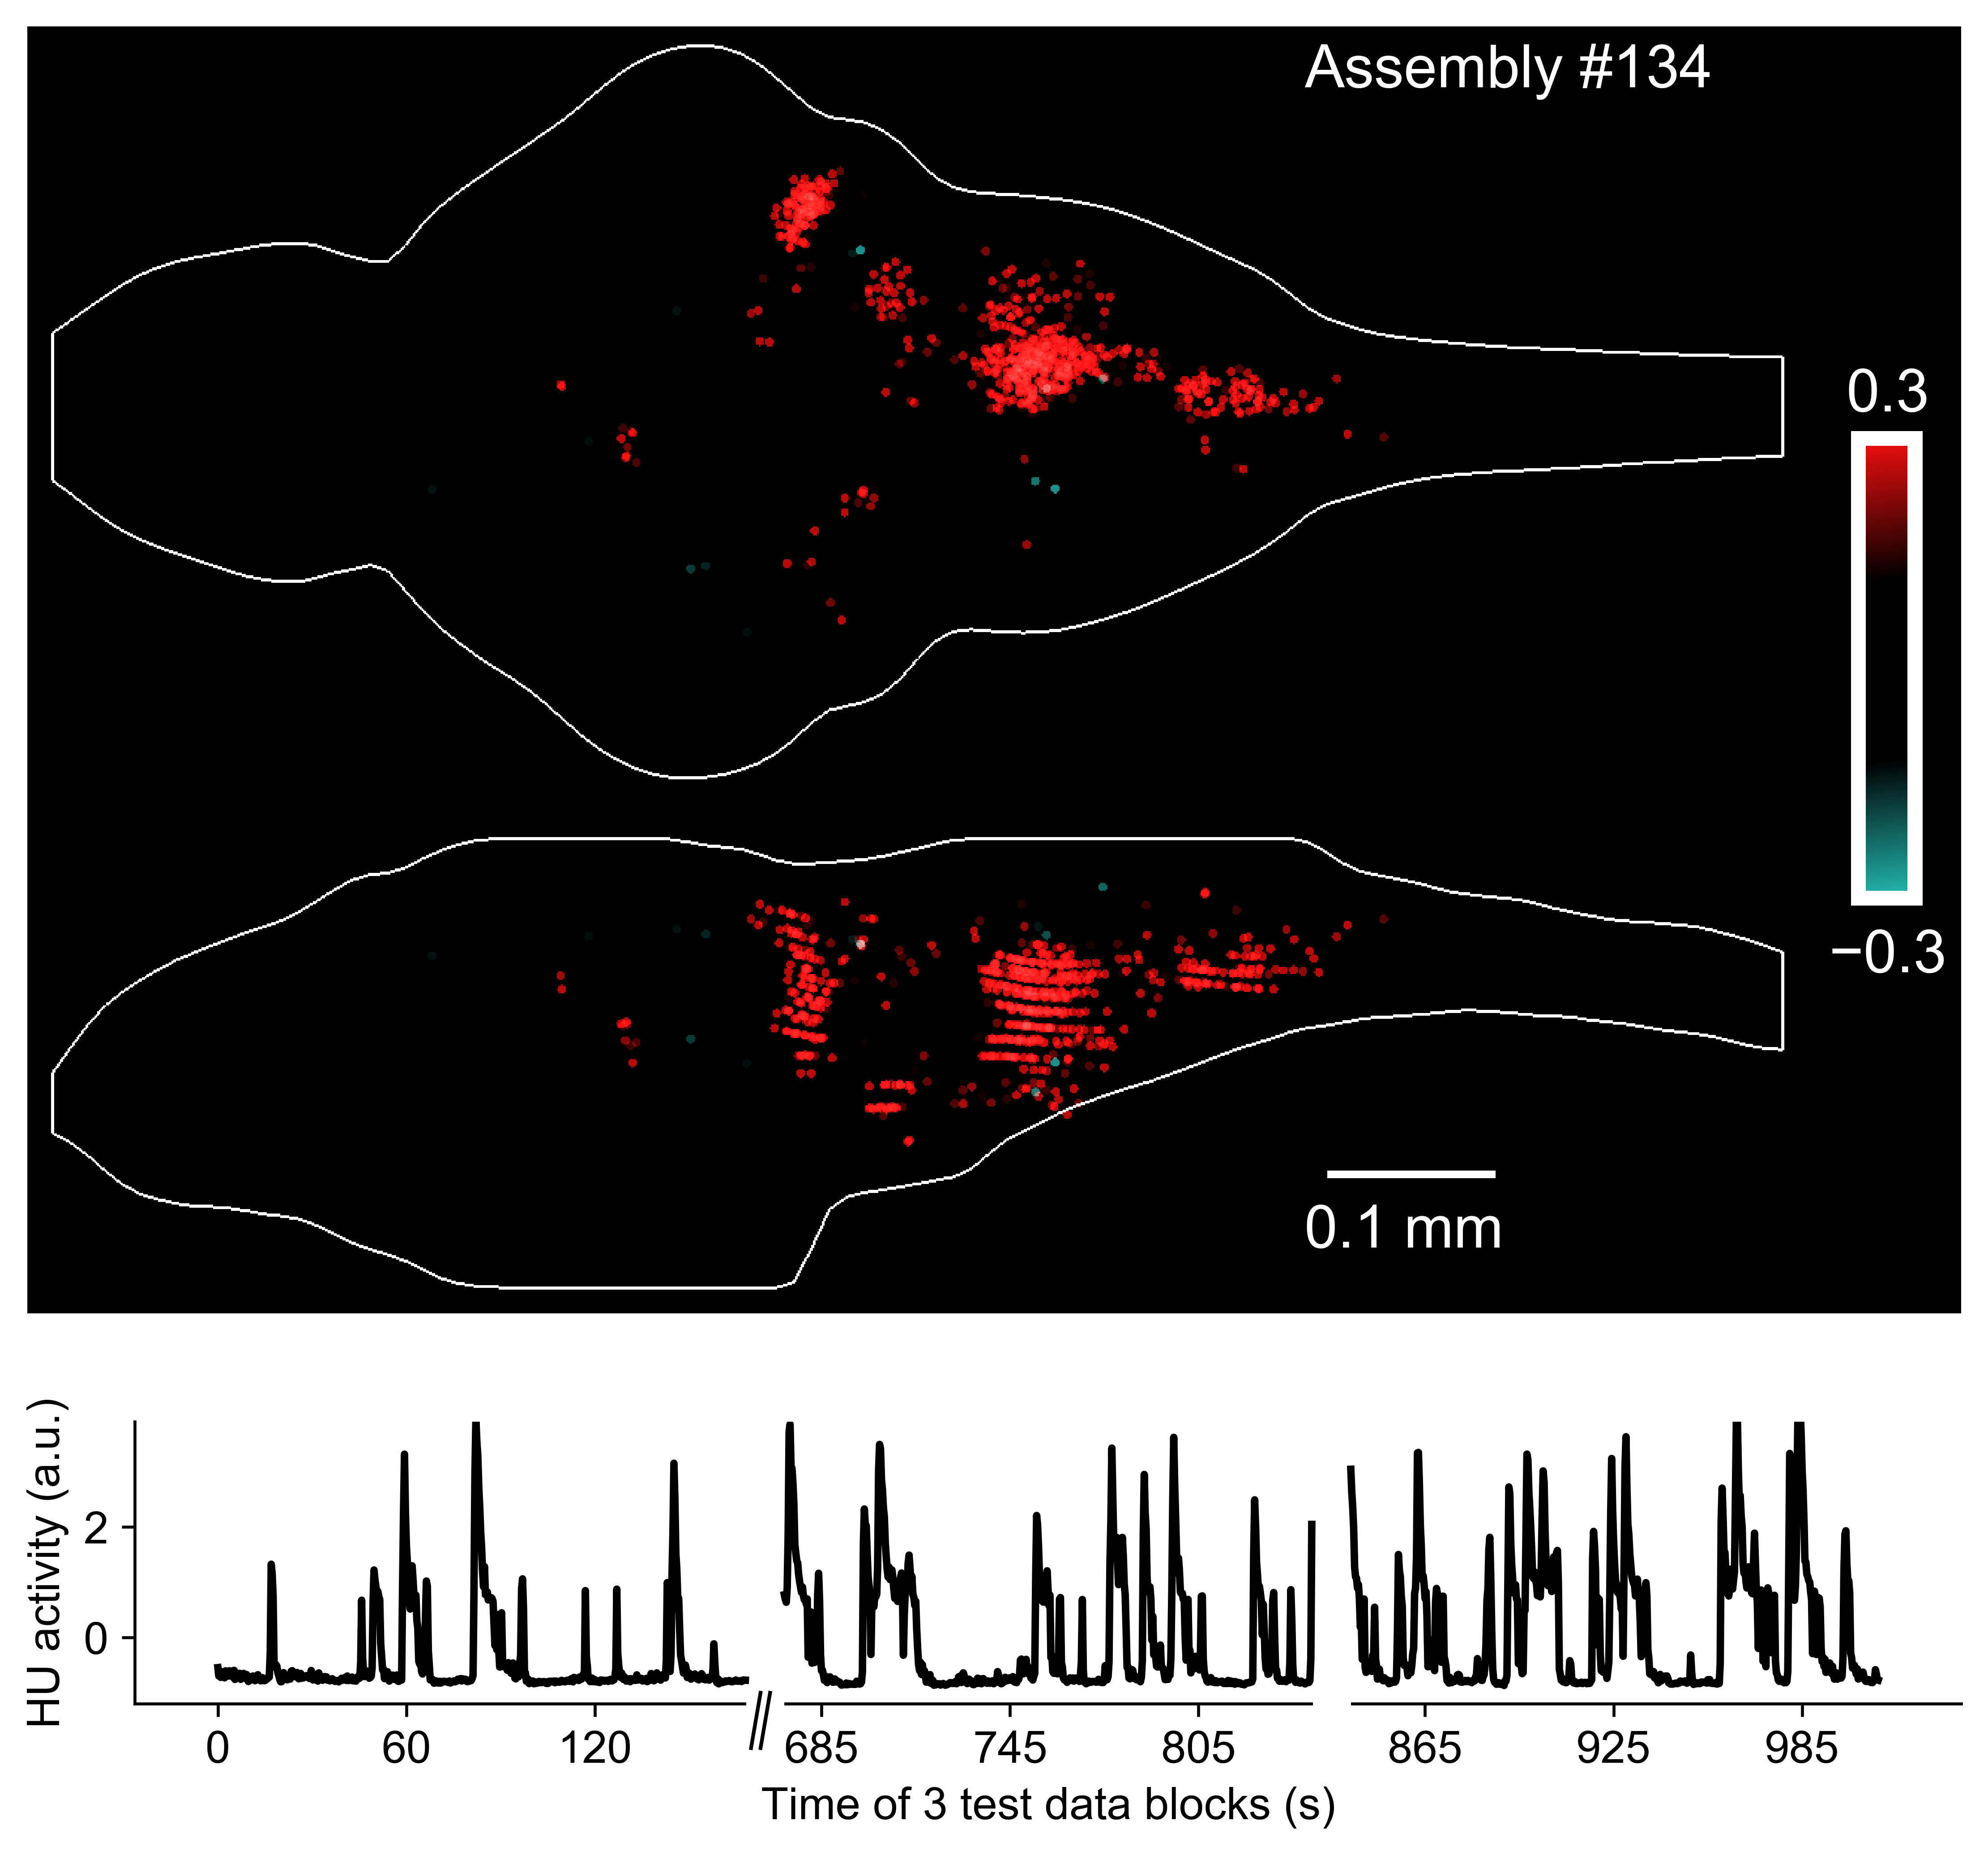 Assembly #134
0.3
−0.3
0.1 mm
HU activity (a.u.)
2
0
0 60 120 685 745 805 865 925 985
Time of 3 test data blocks (s)